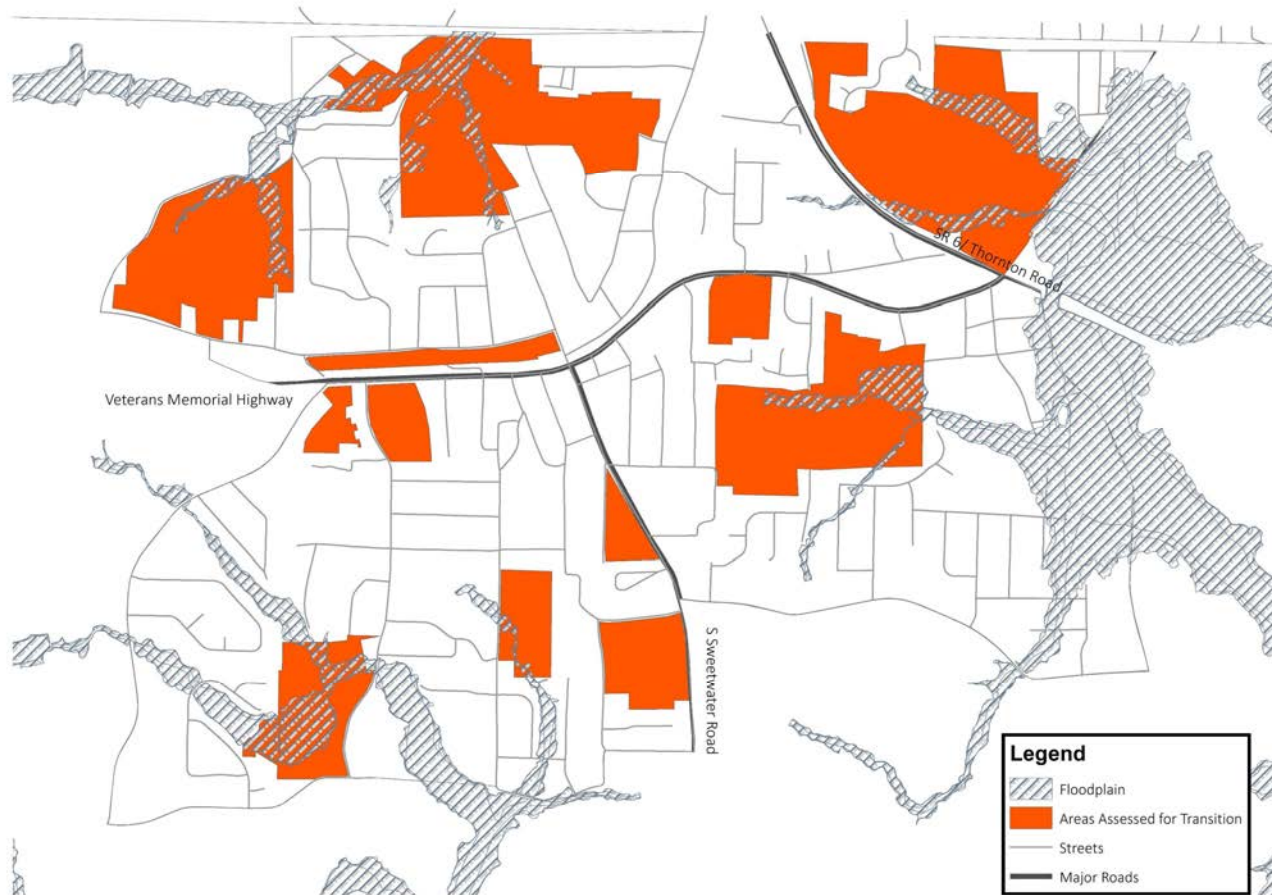 SR 6/ Thornton Road
Veterans Memorial Highway
S Sweetwater Road
Legend
Floodplain
Areas Assessed for Transition
Streets
Major Roads